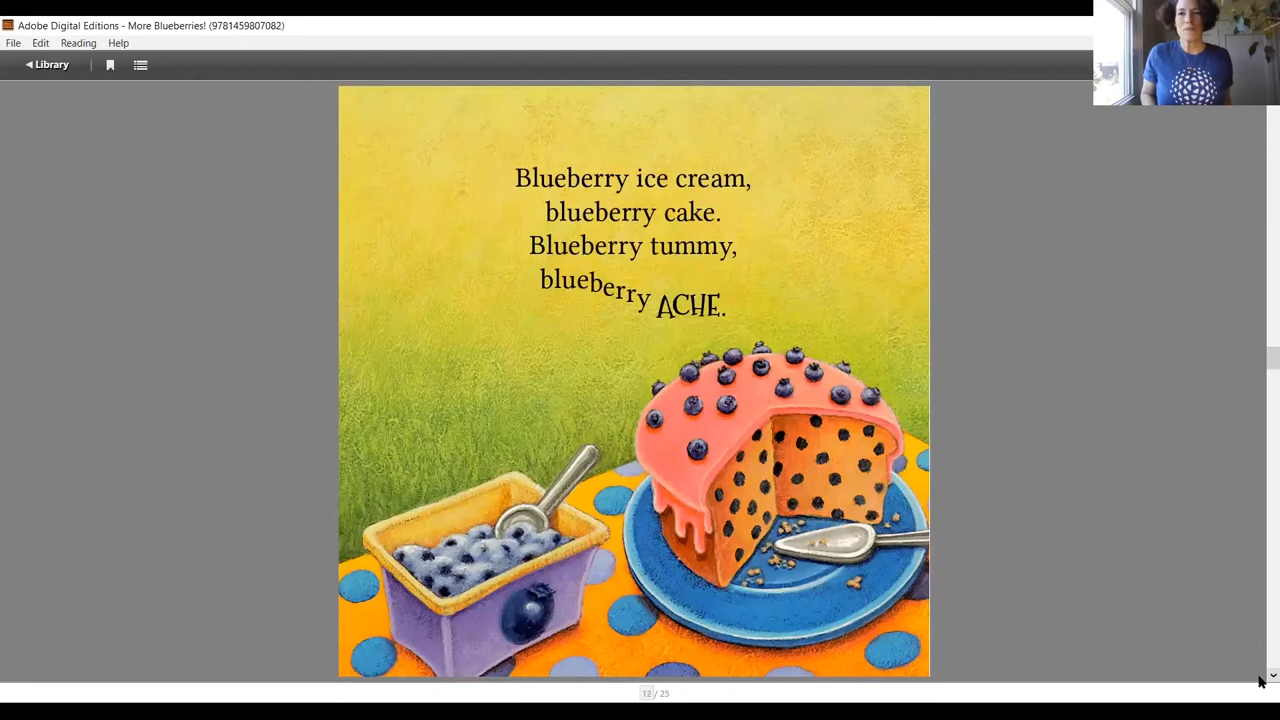 Adobe Digital Editions - More Blueberries! (9781459807082)
File Edit Reading Help
Library
Blueberry ice cream,
blueberry cake.
Blueberry tummy,
blueberry ACHE.
12 / 25